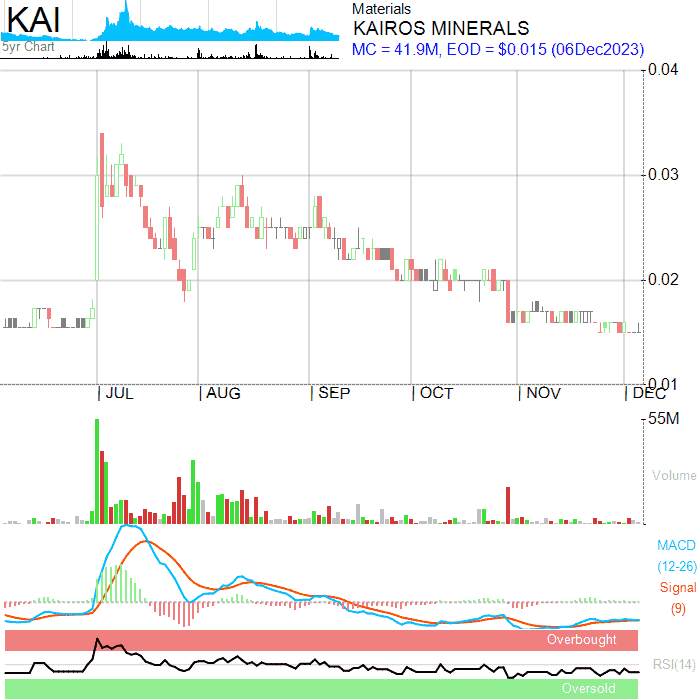 KAI
5yr Chart
Materials
KAIROS MINERALS
MC = 41.9M, EOD = $0.015 (06Dec2023)
0.04
0.03
0.02
0.01
JUL AUG SEP OCT NOV DEC
55M
Volume
MACD
(12-26)
Signal
(9)
Overbought
RSI(14)
Oversold